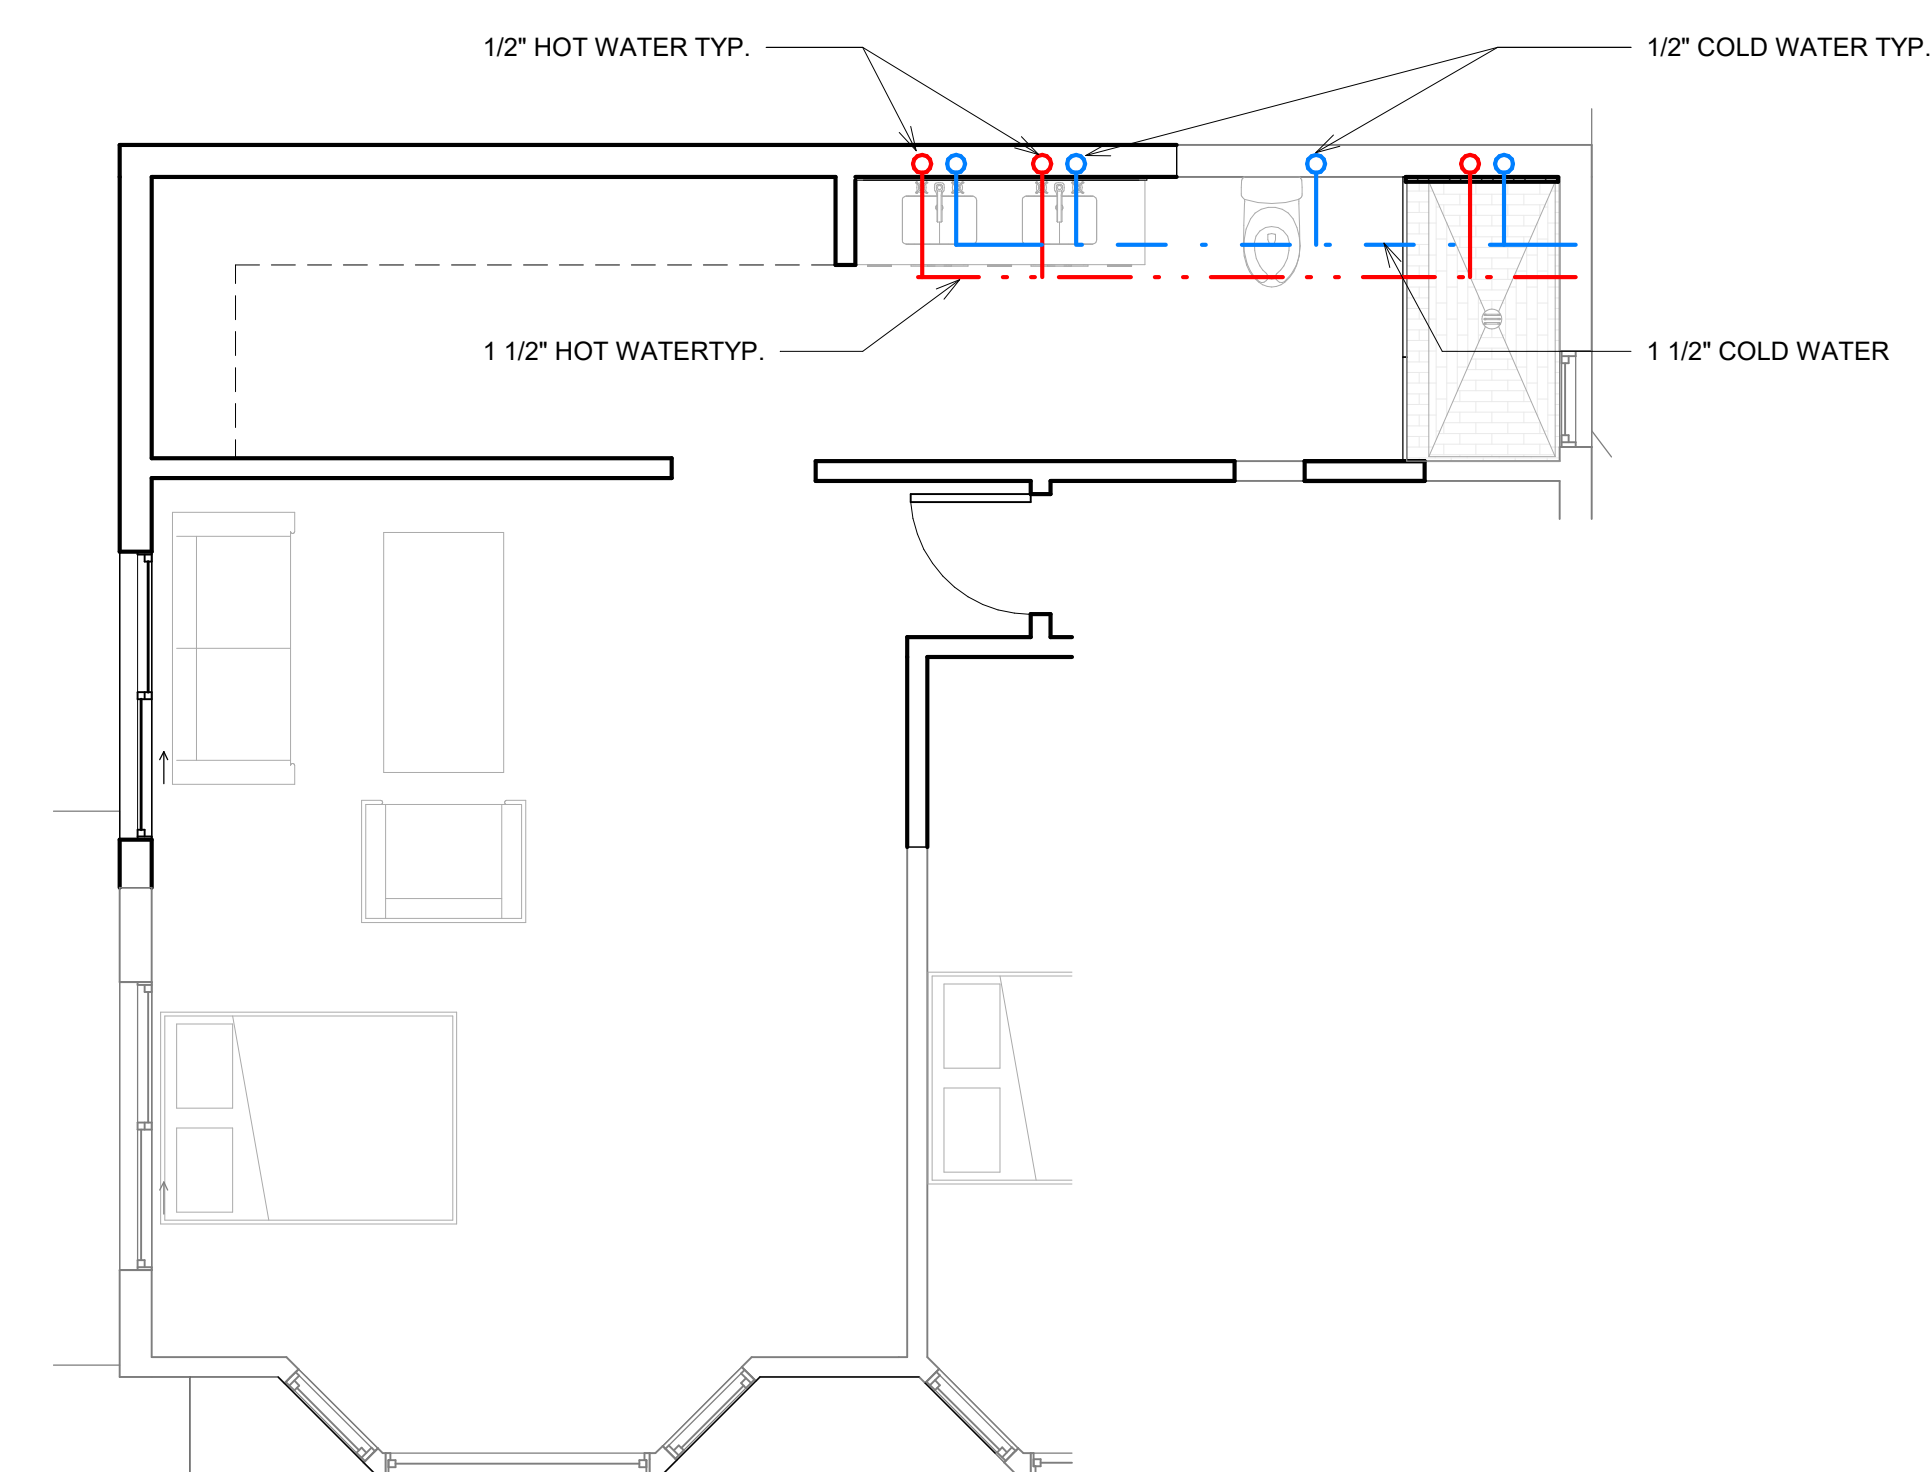 1/2" HOT WATER TYP.
1/2" COLD WATER TYP.
1 1/2" HOT WATERTYP.
1 1/2" COLD WATER